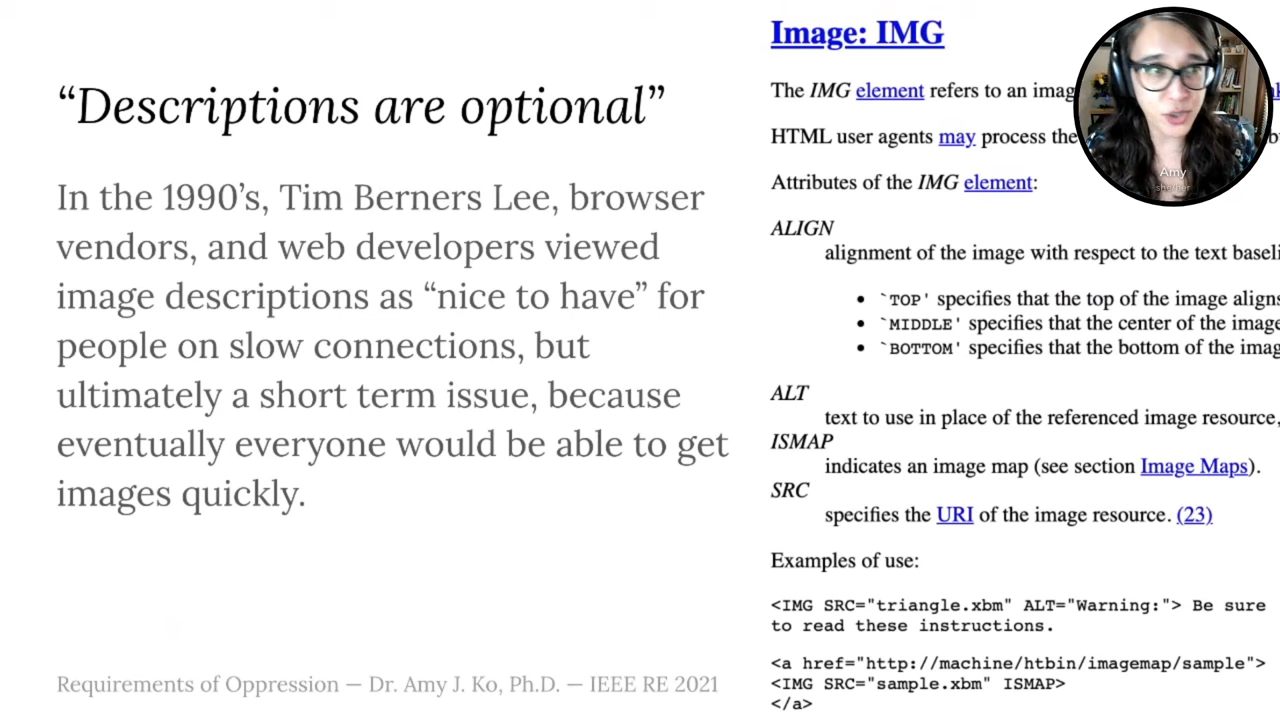 “Descriptions are optional”
In the 1990’s, Tim Berners Lee, browser
vendors, and web developers viewed
image descriptions as “nice to have” for
people on slow connections, but
ultimately a short term issue, because
eventually everyone would be able to get
images quickly.
Requirements of Oppression — Dr. Amy J. Ko, Ph.D. — IEEE RE 2021
Image: IMG
The IMG element refers to an imag
HTML user agents may process the
Attributes of the IMG element:
ALIGN
alignment of the image with respect to the text baseli
• `TOP' specifies that the top of the image aligns
• `MIDDLE' specifies that the center of the image
• `BOTTOM' specifies that the bottom of the imag
ALT
text to use in place of the referenced image resource,
ISMAP
indicates an image map (see section Image Maps).
SRC
specifies the URI of the image resource. (23)
Examples of use:
<IMG SRC="triangle.xbm" ALT="Warning:"> Be sure
to read these instructions.
<a href="http://machine/htbin/imagemap/sample">
<IMG SRC="sample.xbm" ISMAP>
</a>
Amy
she/her